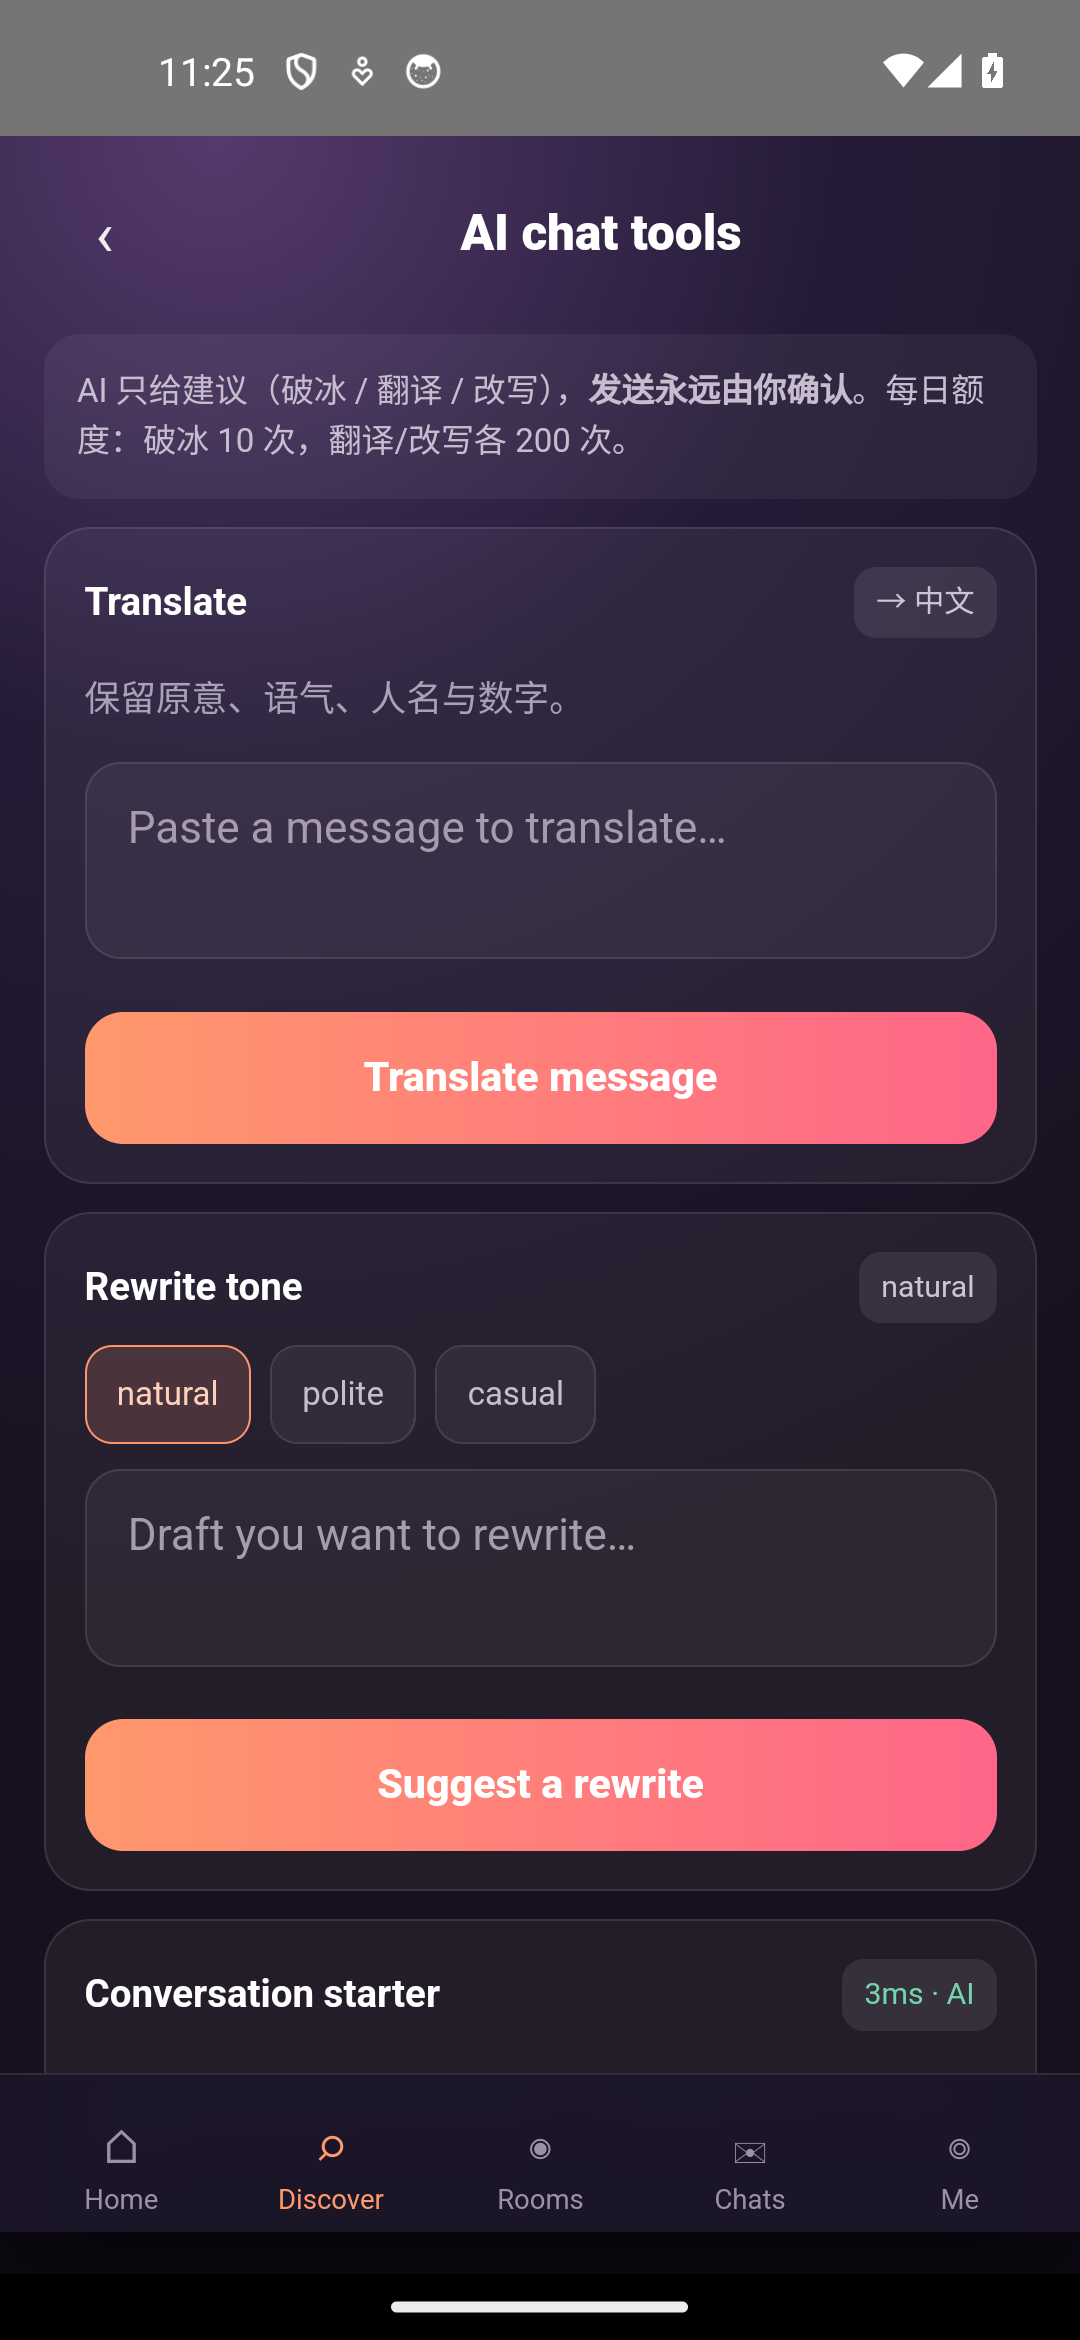 11:25
‹
AI chat tools
AI 只给建议（破冰 / 翻译 / 改写），发送永远由你确认。每日额
度：破冰 10 次，翻译/改写各 200 次。
Translate
→ 中文
保留原意、语气、人名与数字。
Paste a message to translate…
Translate message
Rewrite tone
natural
natural polite casual
Draft you want to rewrite…
Suggest a rewrite
Conversation starter
3ms · AI
Home Discover Rooms Chats Me